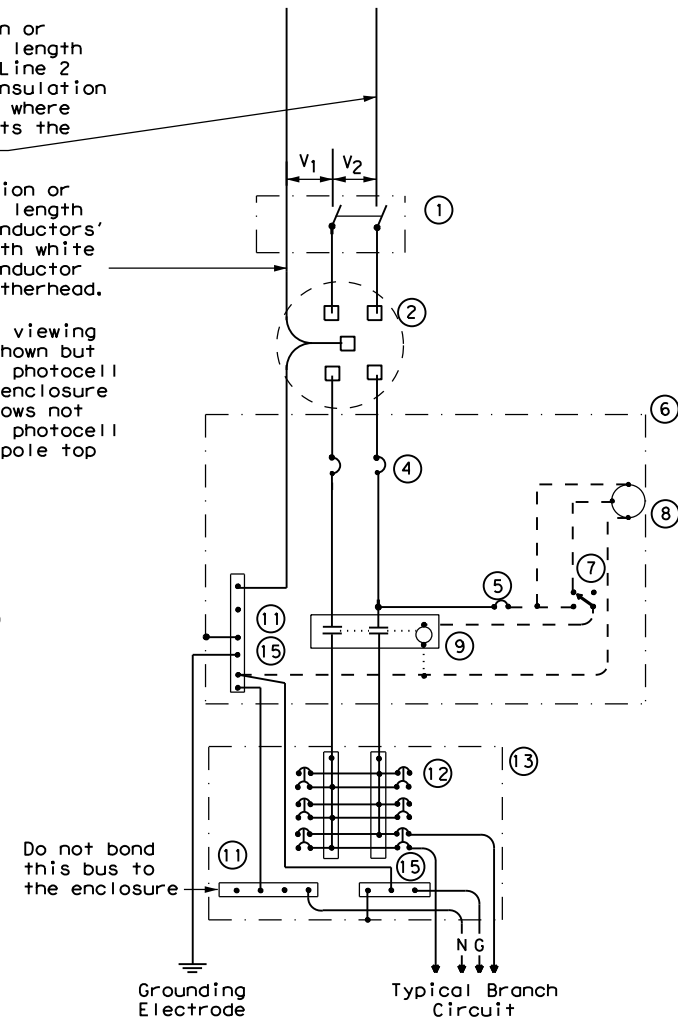 n or
length
Line 2
nsulation
where
ts the
V1 V2
ion or
length
nductors'
th white
nductor
therhead.
viewing
hown but
photocell
enclosure
ows not
photocell
pole top
1
2
6
4
8
7
5
11
15
9
13
12
Do not bond
this bus to
the enclosure
11
15
N G
Grounding
Electrode
Typical Branch
Circuit